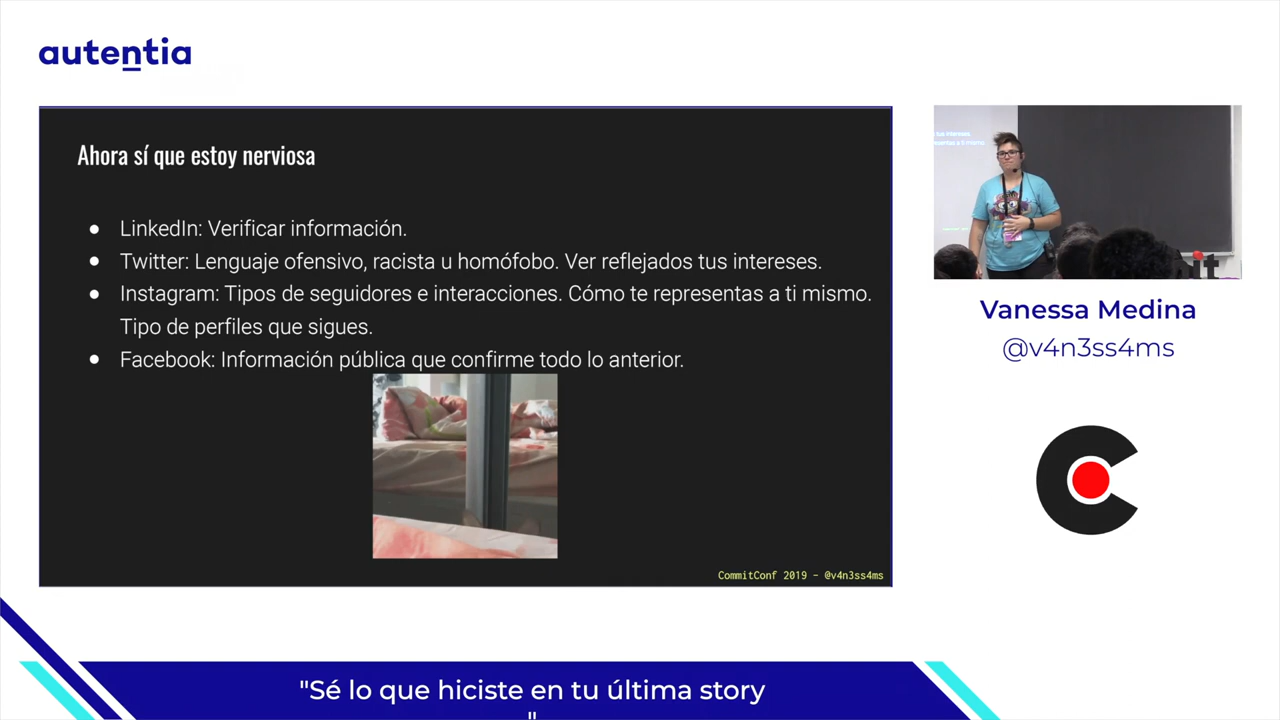 autentia
Ahora sí que estoy nerviosa
● LinkedIn: Verificar información.
● Twitter: Lenguaje ofensivo, racista u homófobo. Ver reflejados tus intereses.
● Instagram: Tipos de seguidores e interacciones. Cómo te representas a ti mismo.
Tipo de perfiles que sigues.
● Facebook: Información pública que confirme todo lo anterior.
CommitConf 2019 - @v4n3ss4ms
tus intereses.
Vanessa Medina
@v4n3ss4ms
"Sé lo que hiciste en tu última story
"